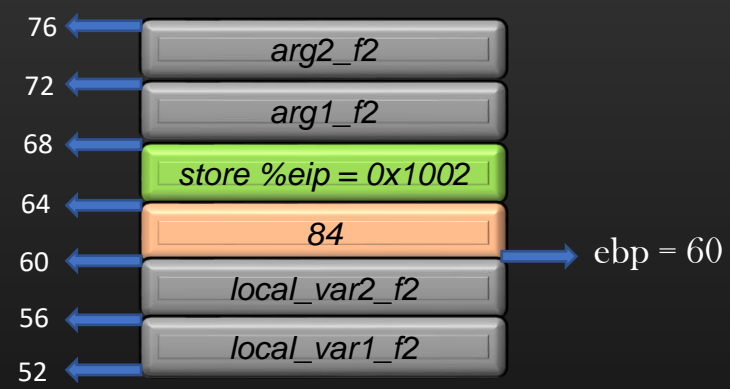 76
arg2_f2
72
arg1_f2
68
store %eip = 0x1002
64
84
60
ebp = 60
local_var2_f2
56
local_var1_f2
52